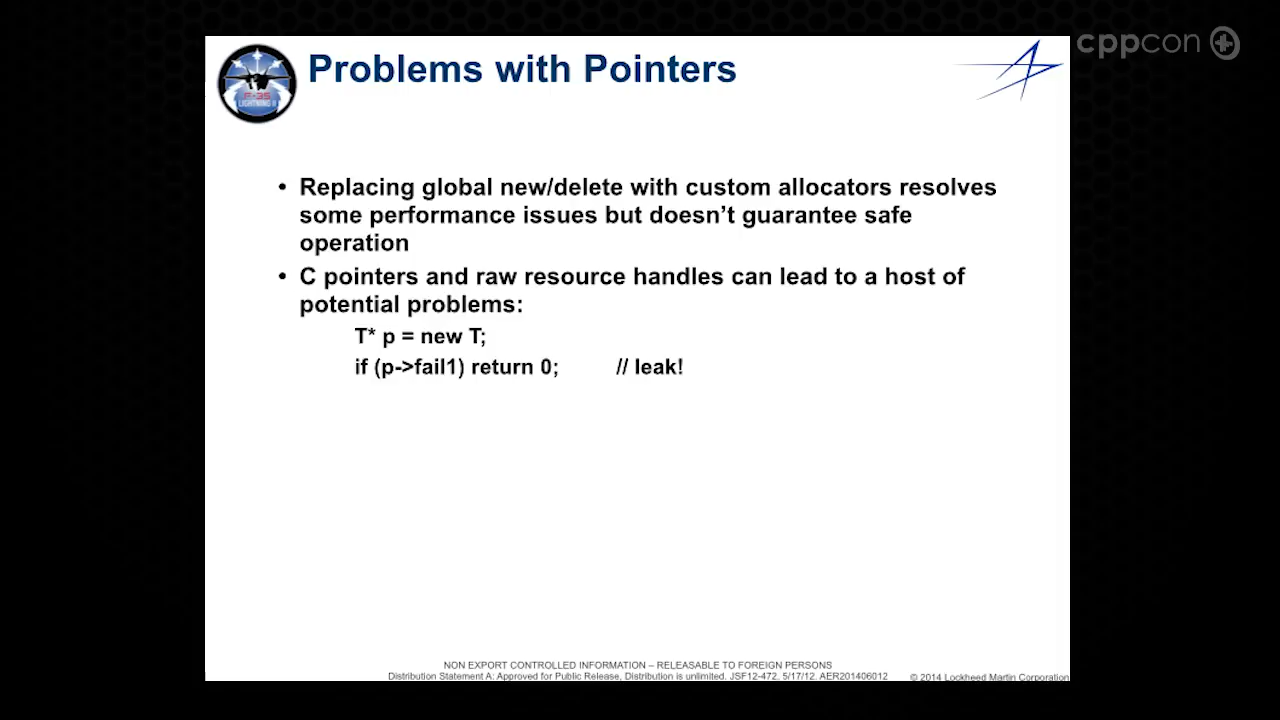 cppcon
Problems with Pointers
F-35
LIGHTNING II
• Replacing global new/delete with custom allocators resolves
some performance issues but doesn't guarantee safe
operation
• C pointers and raw resource handles can lead to a host of
potential problems:
T* p = new T;
if (p->fail1) return 0; // leak!
NON EXPORT CONTROLLED INFORMATION – RELEASABLE TO FOREIGN PERSONS
Distribution Statement A: Approved for Public Release, Distribution is unlimited. JSF12-472, 5/17/12. AER201406012
© 2014 Lockheed Martin Corporation